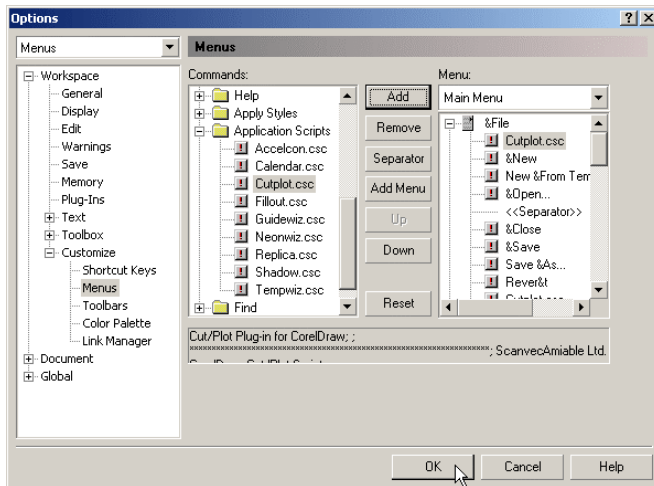 Options
Menus
Menus
Workspace
General
Display
Edit
Warnings
Save
Memory
Plug-Ins
Text
Toolbox
Customize
Shortcut Keys
Menus
Toolbars
Color Palette
Link Manager
Document
Global
Commands:
Help
Apply Styles
Application Scripts
Accelcon.csc
Calendar.csc
Cutplot.csc
Fillout.csc
Guidewiz.csc
Neonwiz.csc
Replica.csc
Shadow.csc
Tempwiz.csc
Find
Add
Remove
Separator
Add Menu
Up
Down
Reset
Menu:
Main Menu
&File
Cutplot.csc
&New
New &From Tem
&Open...
<<Separator>>
&Close
&Save
Save &As...
Rever&t
Cut/Plot Plug-in for CorelDraw; ;
; ScanvecAmiable Ltd.
OK
Cancel
Help